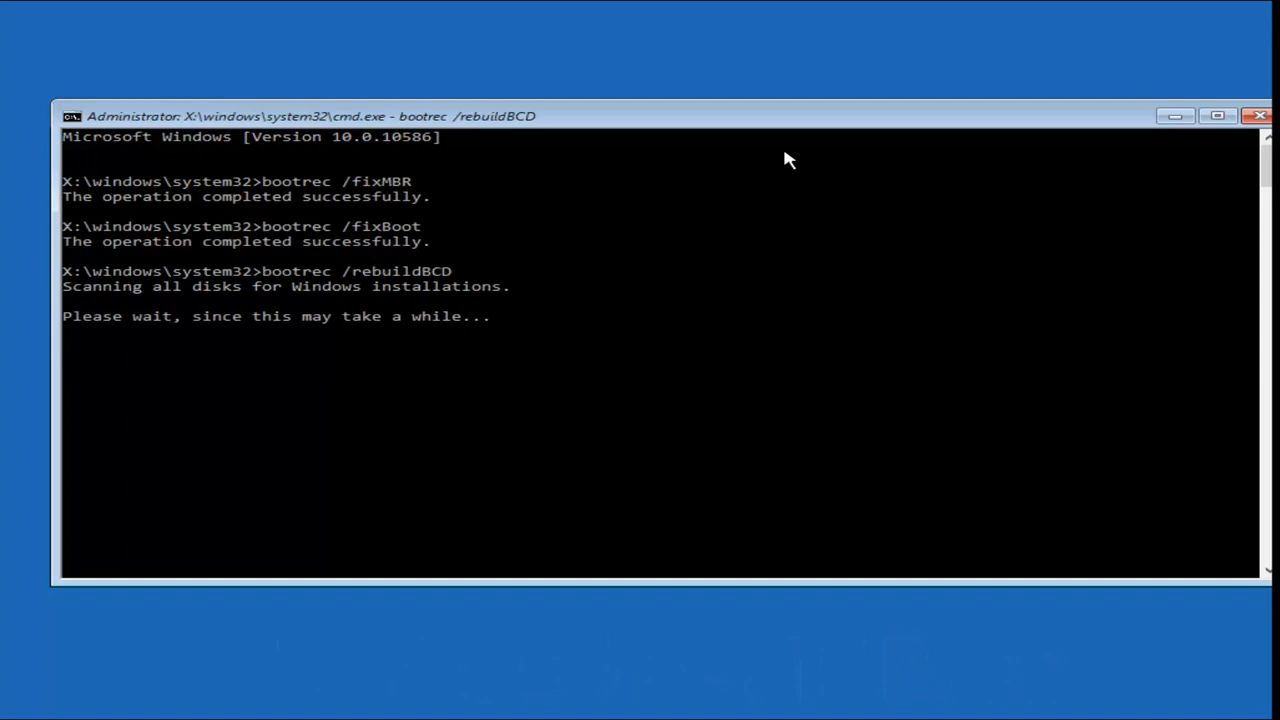 Administrator: X:\windows\system32\cmd.exe - bootrec /rebuildBCD
Microsoft Windows [Version 10.0.10586]
X:\windows\system32>bootrec /fixMBR
The operation completed successfully.
X:\windows\system32>bootrec /fixBoot
The operation completed successfully.
X:\windows\system32>bootrec /rebuildBCD
Scanning all disks for Windows installations.
Please wait, since this may take a while...